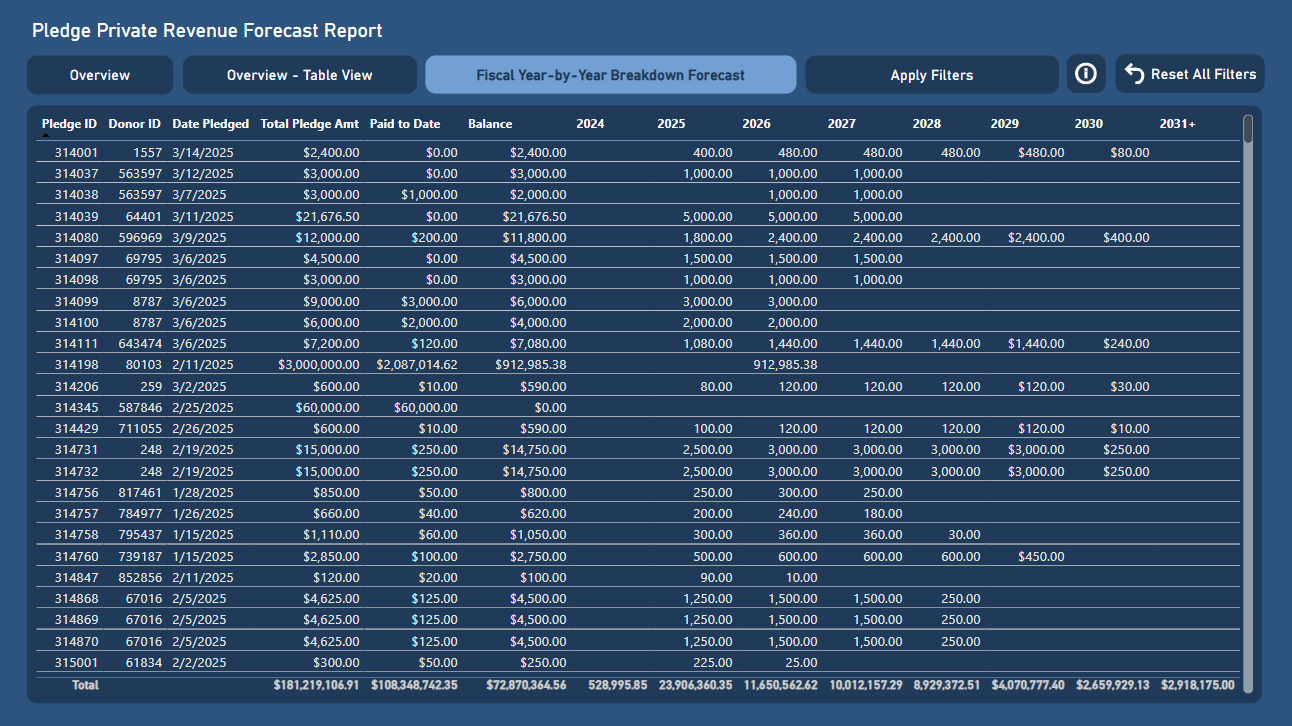 Pledge Private Revenue Forecast Report
Overview Overview - Table View Fiscal Year-by-Year Breakdown Forecast Apply Filters Reset All Filters
Pledge ID Donor ID Date Pledged Total Pledge Amt Paid to Date Balance 2024 2025 2026 2027 2028 2029 2030 2031+
314001 1557 3/14/2025 $2,400.00 $0.00 $2,400.00 400.00 480.00 480.00 480.00 $480.00 $80.00
314037 563597 3/12/2025 $3,000.00 $0.00 $3,000.00 1,000.00 1,000.00 1,000.00
314038 563597 3/7/2025 $3,000.00 $1,000.00 $2,000.00 1,000.00 1,000.00
314039 64401 3/11/2025 $21,676.50 $0.00 $21,676.50 5,000.00 5,000.00 5,000.00
314080 596969 3/9/2025 $12,000.00 $200.00 $11,800.00 1,800.00 2,400.00 2,400.00 2,400.00 $2,400.00 $400.00
314097 69795 3/6/2025 $4,500.00 $0.00 $4,500.00 1,500.00 1,500.00 1,500.00
314098 69795 3/6/2025 $3,000.00 $0.00 $3,000.00 1,000.00 1,000.00 1,000.00
314099 8787 3/6/2025 $9,000.00 $3,000.00 $6,000.00 3,000.00 3,000.00
314100 8787 3/6/2025 $6,000.00 $2,000.00 $4,000.00 2,000.00 2,000.00
314111 643474 3/6/2025 $7,200.00 $120.00 $7,080.00 1,080.00 1,440.00 1,440.00 1,440.00 $1,440.00 $240.00
314198 80103 2/11/2025 $3,000,000.00 $2,087,014.62 $912,985.38 912,985.38
314206 259 3/2/2025 $600.00 $10.00 $590.00 80.00 120.00 120.00 120.00 $120.00 $30.00
314345 587846 2/25/2025 $60,000.00 $60,000.00 $0.00
314429 711055 2/26/2025 $600.00 $10.00 $590.00 100.00 120.00 120.00 120.00 $120.00 $10.00
314731 248 2/19/2025 $15,000.00 $250.00 $14,750.00 2,500.00 3,000.00 3,000.00 3,000.00 $3,000.00 $250.00
314732 248 2/19/2025 $15,000.00 $250.00 $14,750.00 2,500.00 3,000.00 3,000.00 3,000.00 $3,000.00 $250.00
314756 817461 1/28/2025 $850.00 $50.00 $800.00 250.00 300.00 250.00
314757 784977 1/26/2025 $660.00 $40.00 $620.00 200.00 240.00 180.00
314758 795437 1/15/2025 $1,110.00 $60.00 $1,050.00 300.00 360.00 360.00 30.00
314760 739187 1/15/2025 $2,850.00 $100.00 $2,750.00 500.00 600.00 600.00 600.00 $450.00
314847 852856 2/11/2025 $120.00 $20.00 $100.00 90.00 10.00
314868 67016 2/5/2025 $4,625.00 $125.00 $4,500.00 1,250.00 1,500.00 1,500.00 250.00
314869 67016 2/5/2025 $4,625.00 $125.00 $4,500.00 1,250.00 1,500.00 1,500.00 250.00
314870 67016 2/5/2025 $4,625.00 $125.00 $4,500.00 1,250.00 1,500.00 1,500.00 250.00
315001 61834 2/2/2025 $300.00 $50.00 $250.00 225.00 25.00
Total $181,219,106.91 $108,348,742.35 $72,870,364.56 528,995.85 23,906,360.35 11,650,562.62 10,012,157.29 8,929,372.51 $4,070,777.40 $2,659,929.13 $2,918,175.00